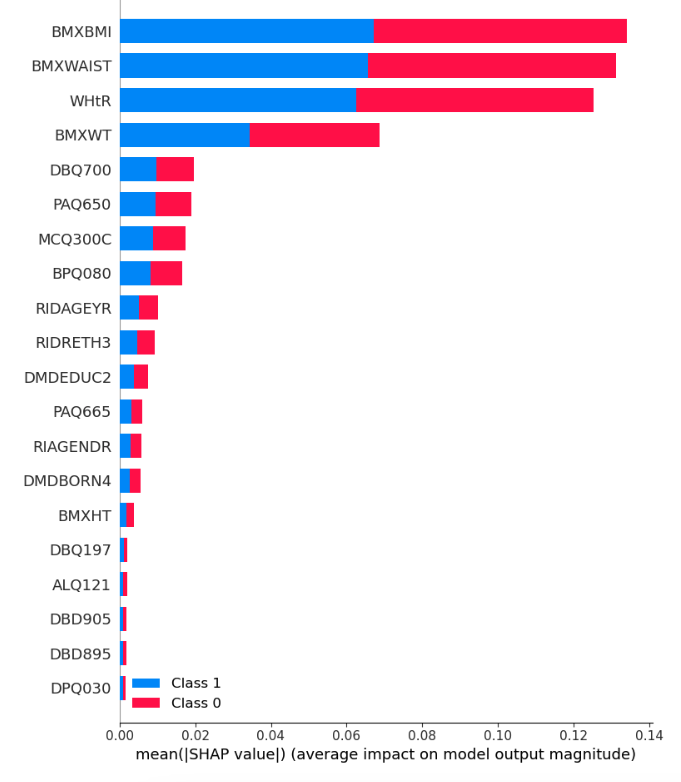 BMXBMI
BMXWAIST
WHtR
BMXWT
DBQ700
PAQ650
MCQ300C
BPQ080
RIDAGEYR
RIDRETH3
DMDEDUC2
PAQ665
RIAGENDR
DMDBORN4
BMXHT
DBQ197
ALQ121
DBD905
DBD895
DPQ030
Class 1
Class 0
0.00 0.02 0.04 0.06 0.08 0.10 0.12 0.14
mean(|SHAP value|) (average impact on model output magnitude)